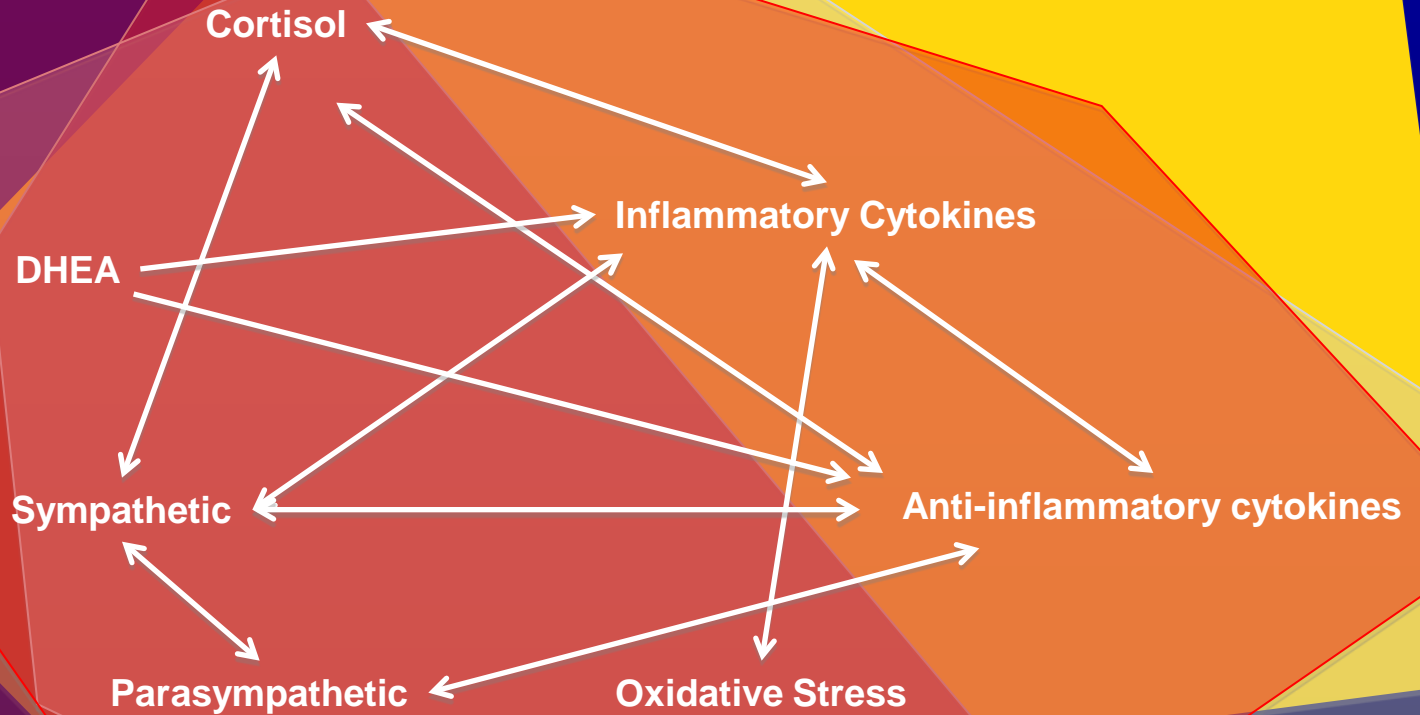 Cortisol
Inflammatory Cytokines
DHEA
Sympathetic
Anti-inflammatory cytokines
Parasympathetic
Oxidative Stress